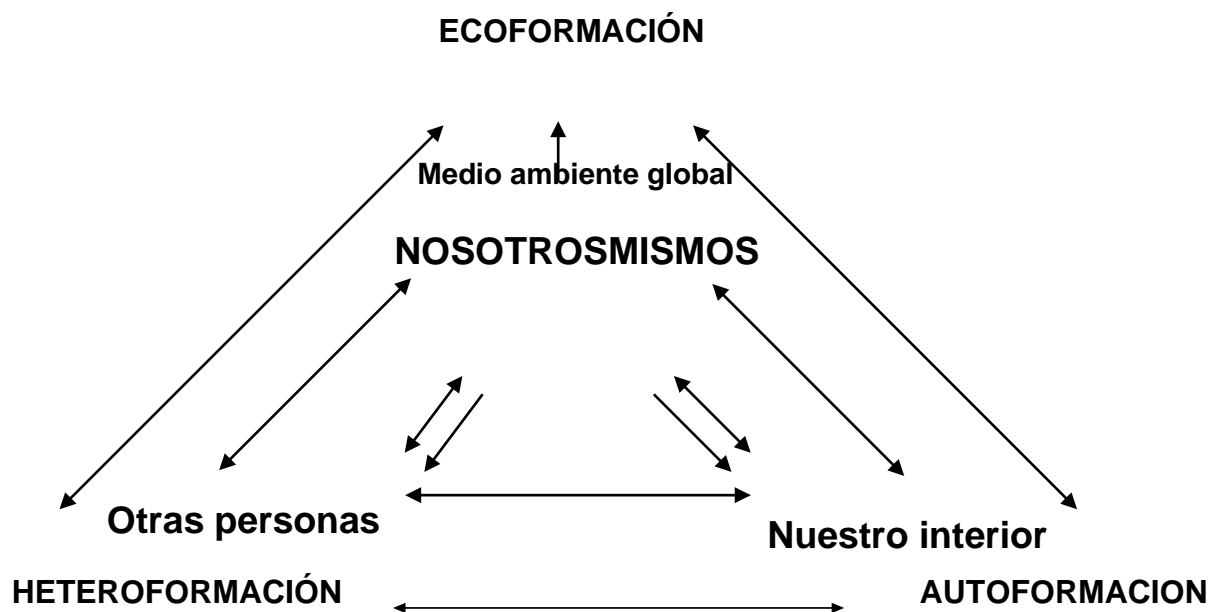 ECOFORMACIÓN
Medio ambiente global
NOSOTROSMISMOS
Otras personas
Nuestro interior
HETEROFORMACIÓN
AUTOFORMACION